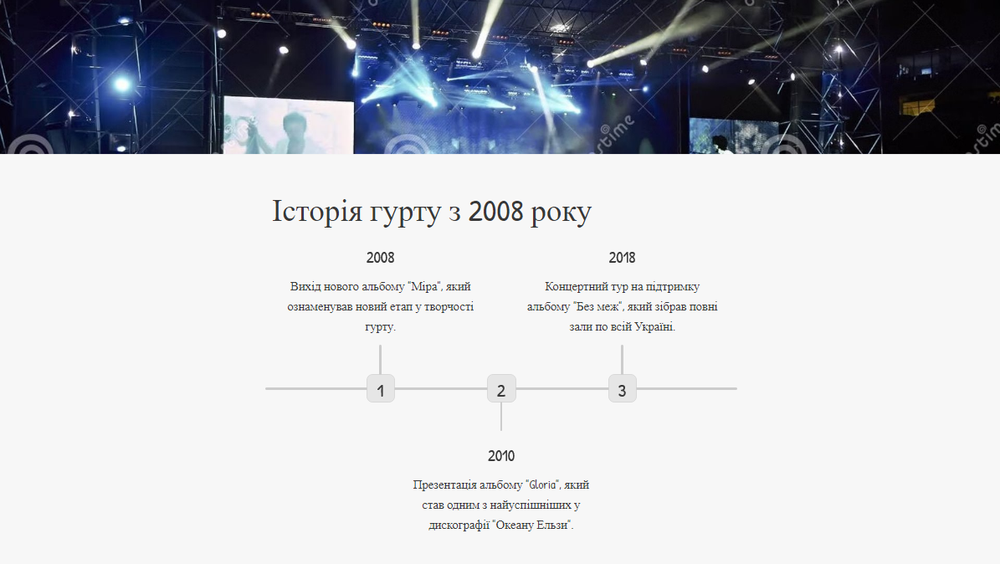 Історія гурту з 2008 року
2008
Вихід нового альбому "Міра", який
ознаменував новий етап у творчості
гурту.
2018
Концертний тур на підтримку
альбому "Без меж", який зібрав повні
зали по всій Україні.
1
2
3
2010
Презентація альбому "Gloria", який
став одним з найуспішніших у
дискографії "Океану Ельзи".